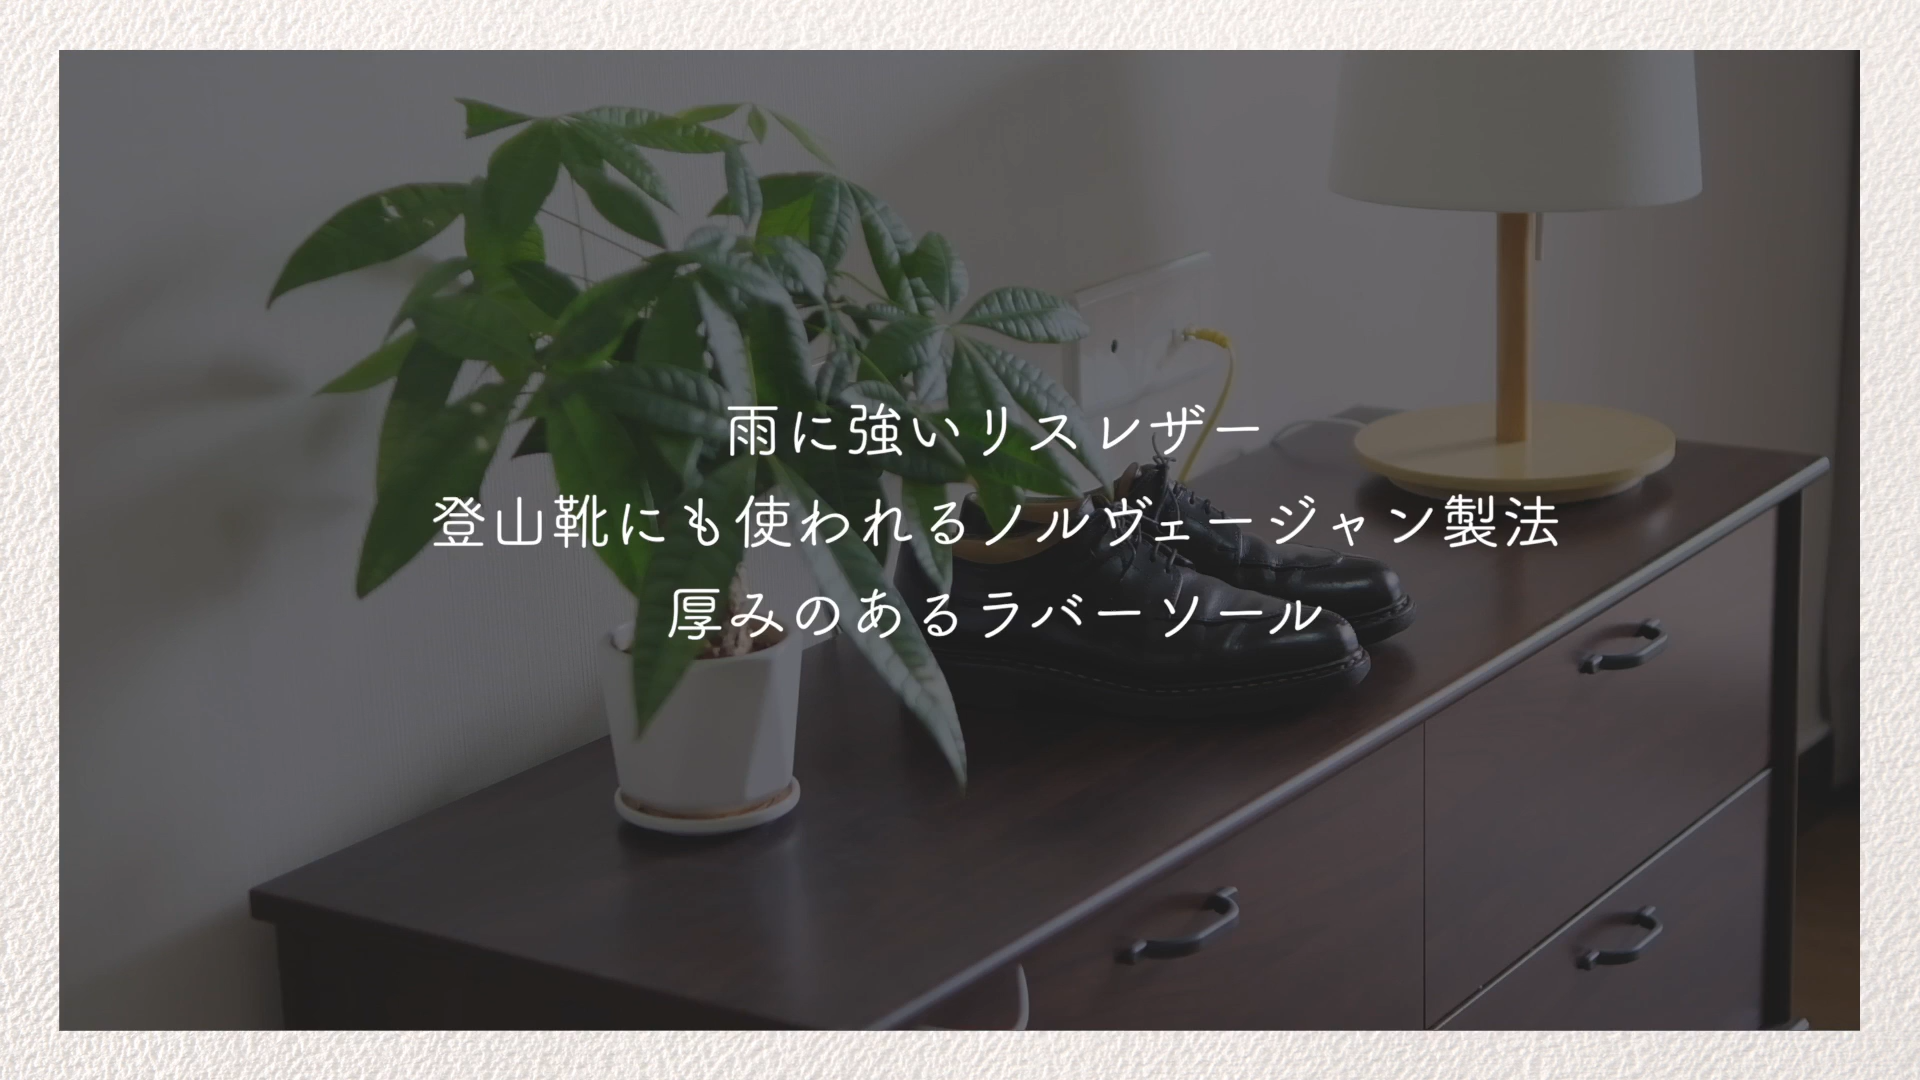 雨に強いリスレザー
登山靴にも使われるノルヴェージャン製法
厚みのあるラバーソール